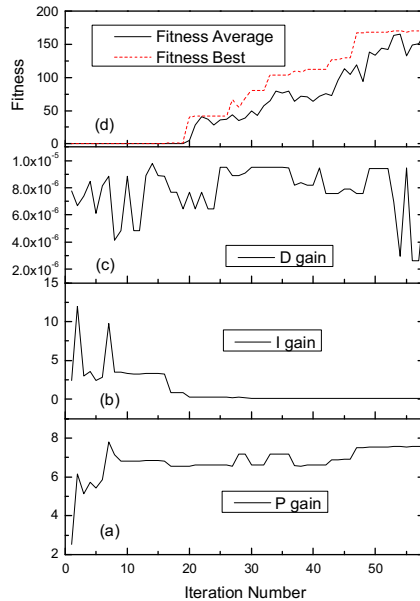 200
150
100
50
0
Fitness
Fitness Average
Fitness Best
(d)
1.0x10⁻⁵
8.0x10⁻⁶
6.0x10⁻⁶
4.0x10⁻⁶
2.0x10⁻⁶
(c)
D gain
15
10
5
0
(b)
I gain
8
6
4
2
(a)
P gain
0 10 20 30 40 50
Iteration Number